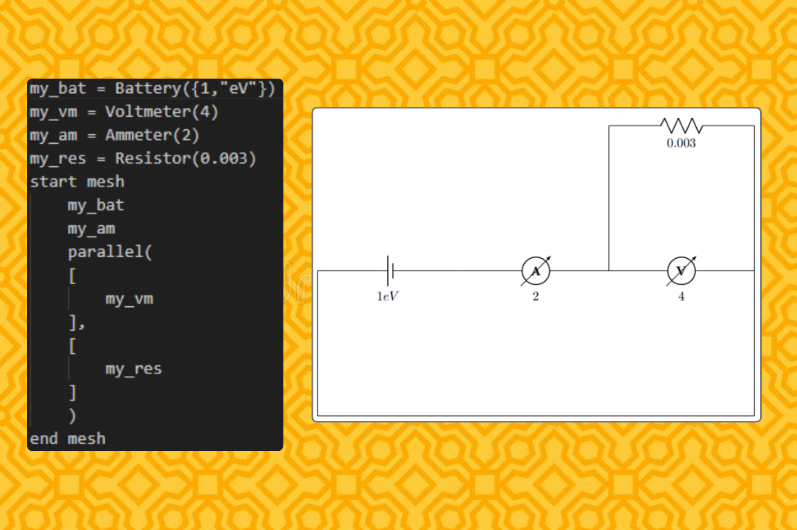 my_bat = Battery({1,"eV"})
my_vm = Voltmeter(4)
my_am = Ammeter(2)
my_res = Resistor(0.003)
start mesh
my_bat
my_am
parallel(
[
my_vm
],
[
my_res
]
)
end mesh
0.003
A
V
1eV
2
4